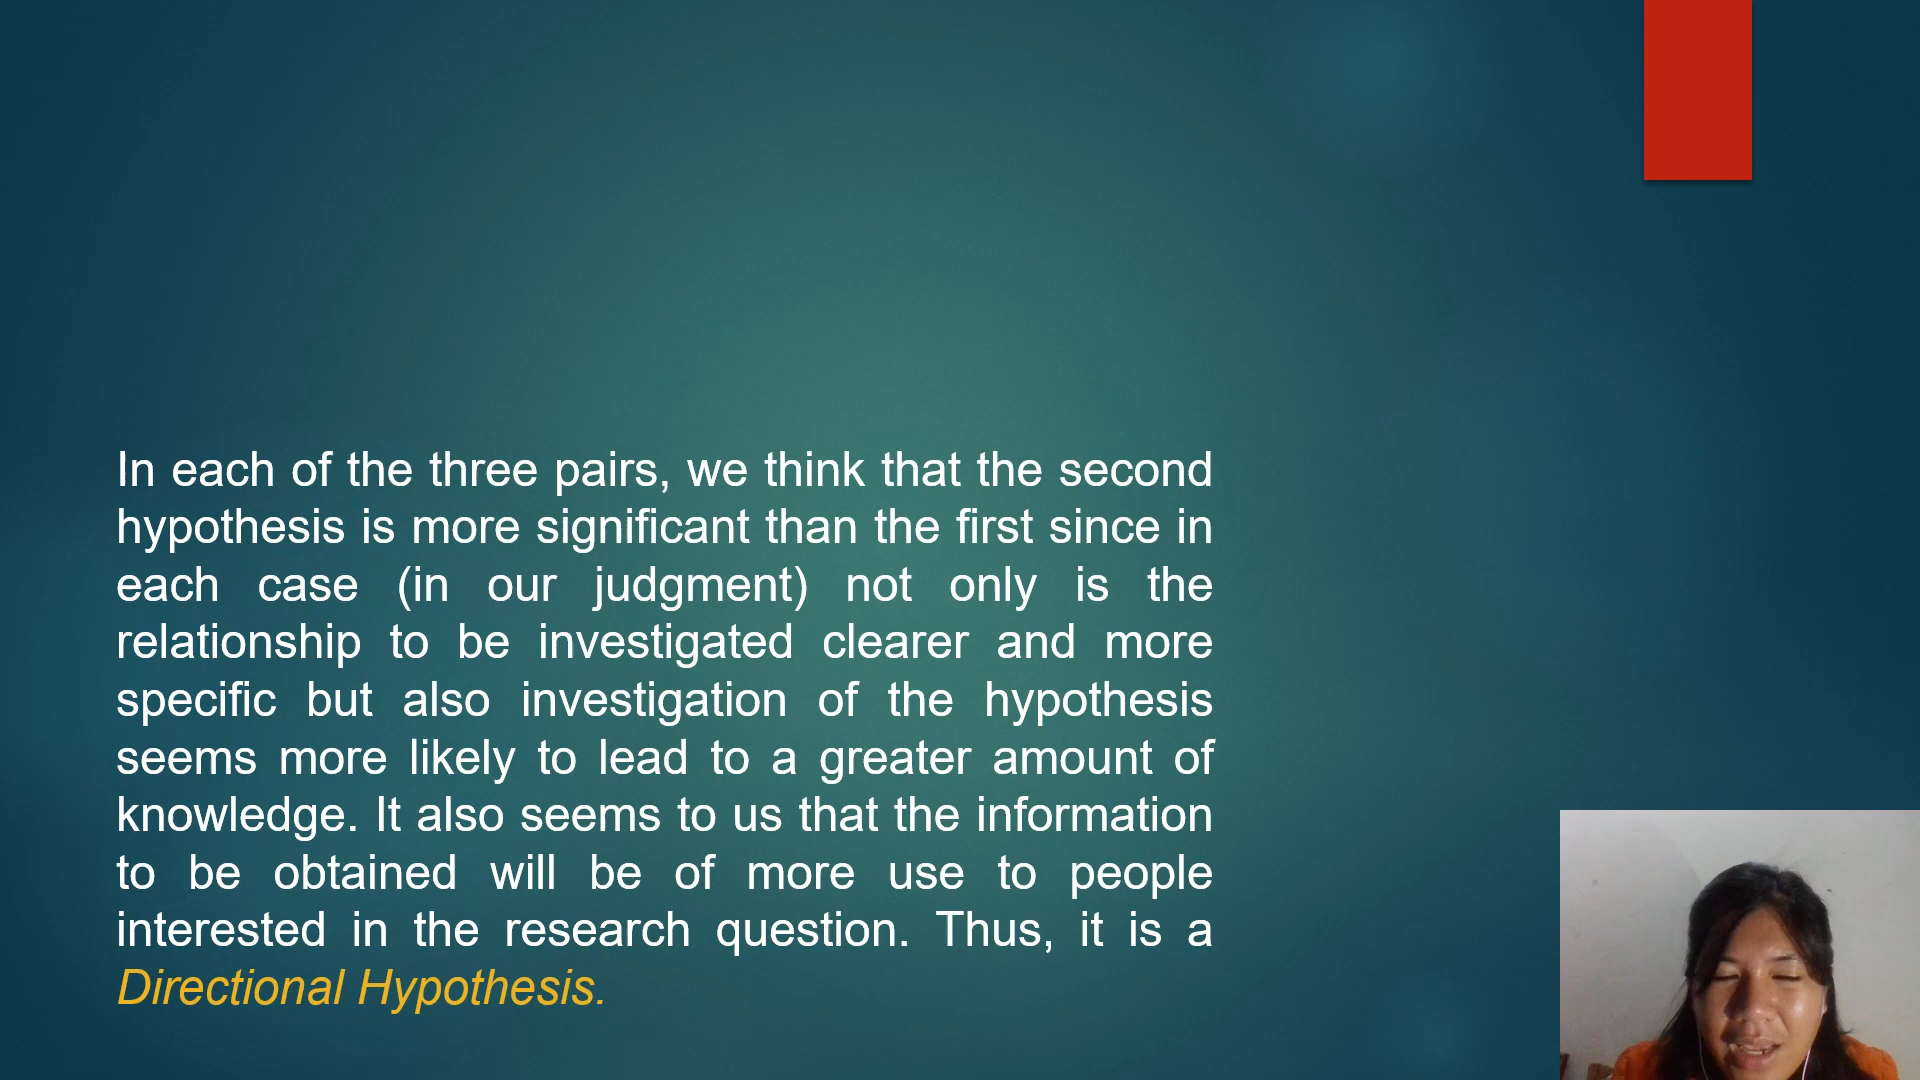 In each of the three pairs, we think that the second
hypothesis is more significant than the first since in
each case (in our judgment) not only is the
relationship to be investigated clearer and more
specific but also investigation of the hypothesis
seems more likely to lead to a greater amount of
knowledge. It also seems to us that the information
to be obtained will be of more use to people
interested in the research question. Thus, it is a
Directional Hypothesis.